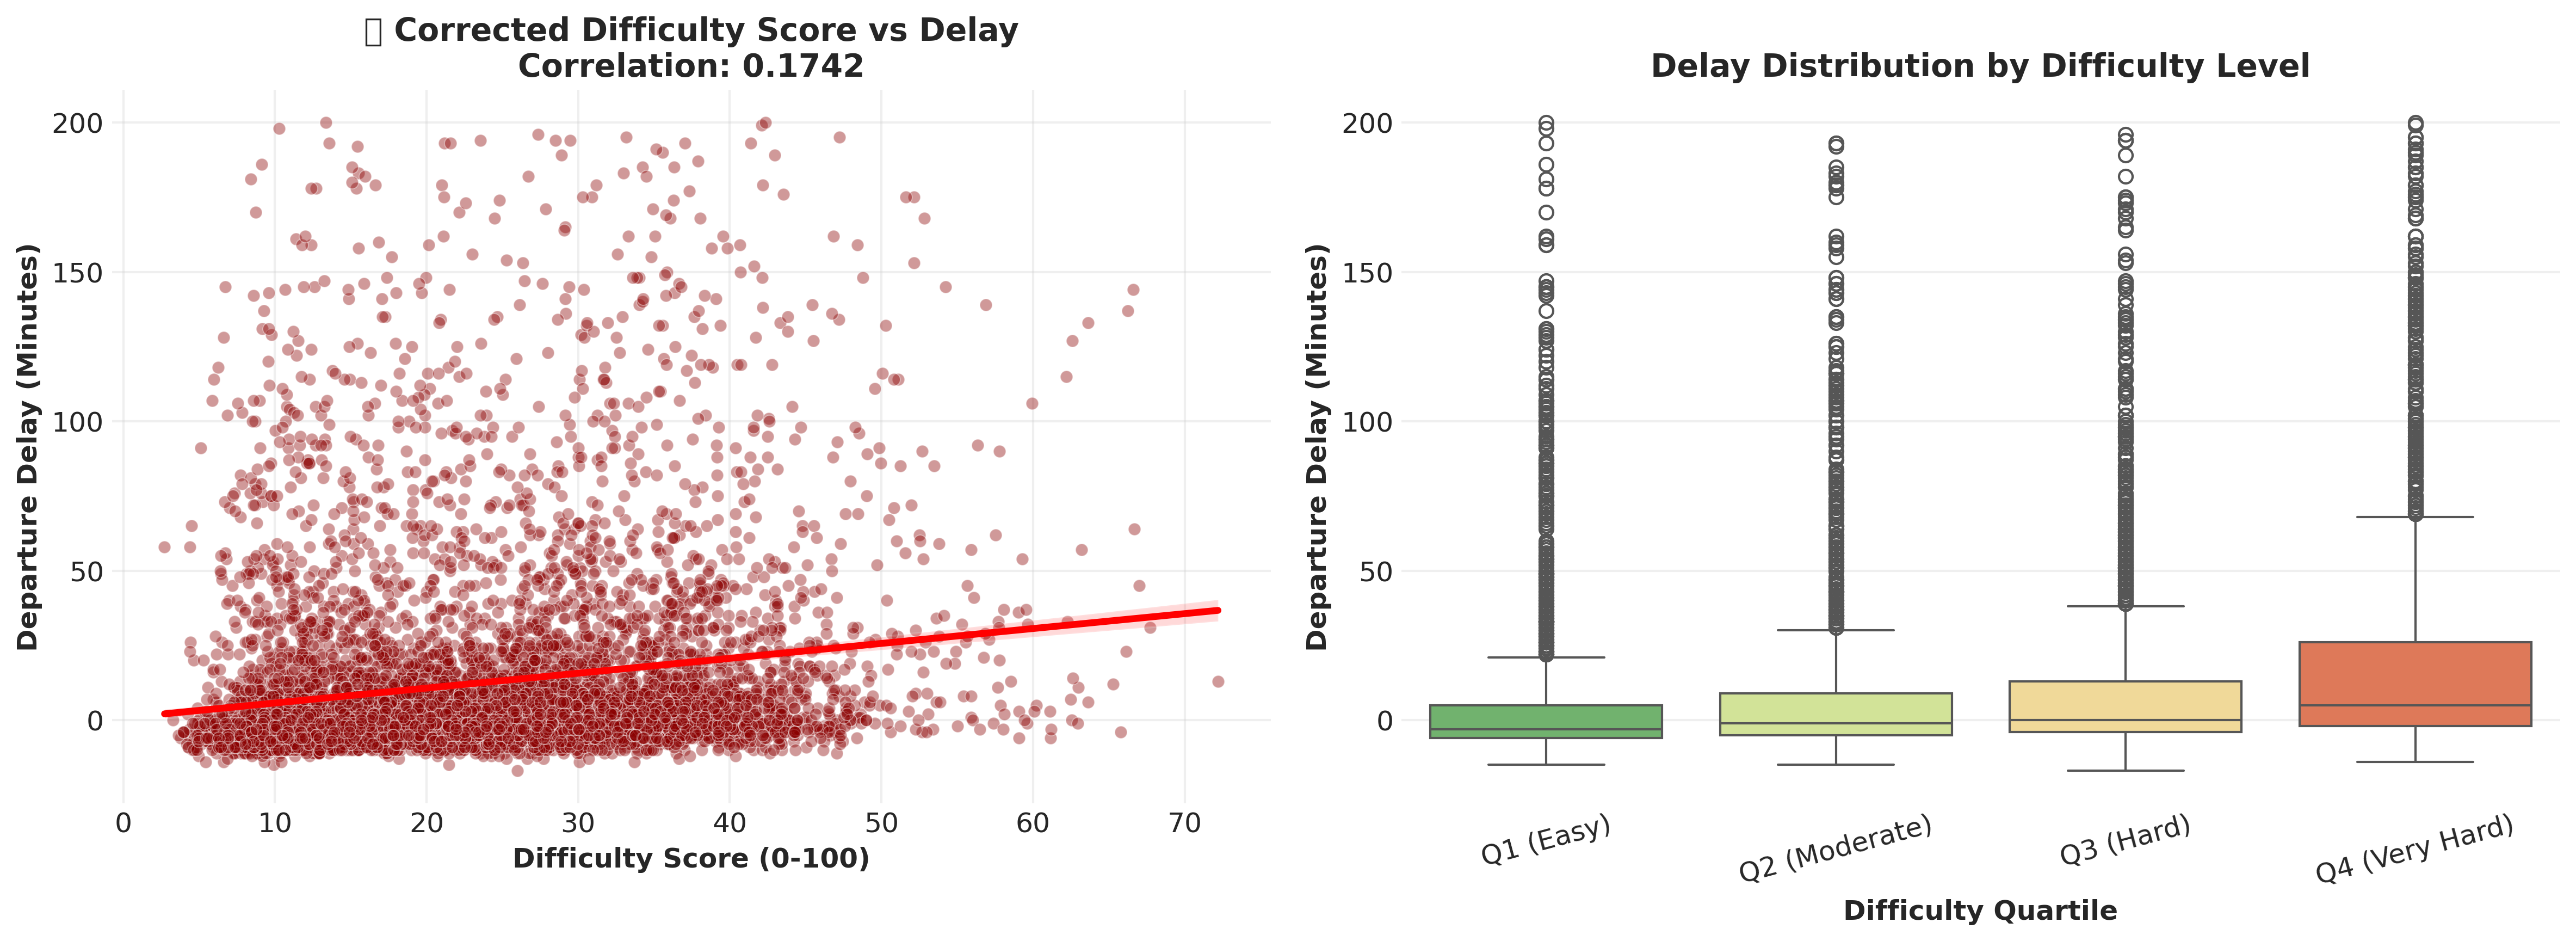 ▯ Corrected Difficulty Score vs Delay
Correlation: 0.1742
Departure Delay (Minutes)
200
150
100
50
0
0 10 20 30 40 50 60 70
Difficulty Score (0-100)
Delay Distribution by Difficulty Level
Departure Delay (Minutes)
200
150
100
50
0
Q1 (Easy) Q2 (Moderate) Q3 (Hard) Q4 (Very Hard)
Difficulty Quartile